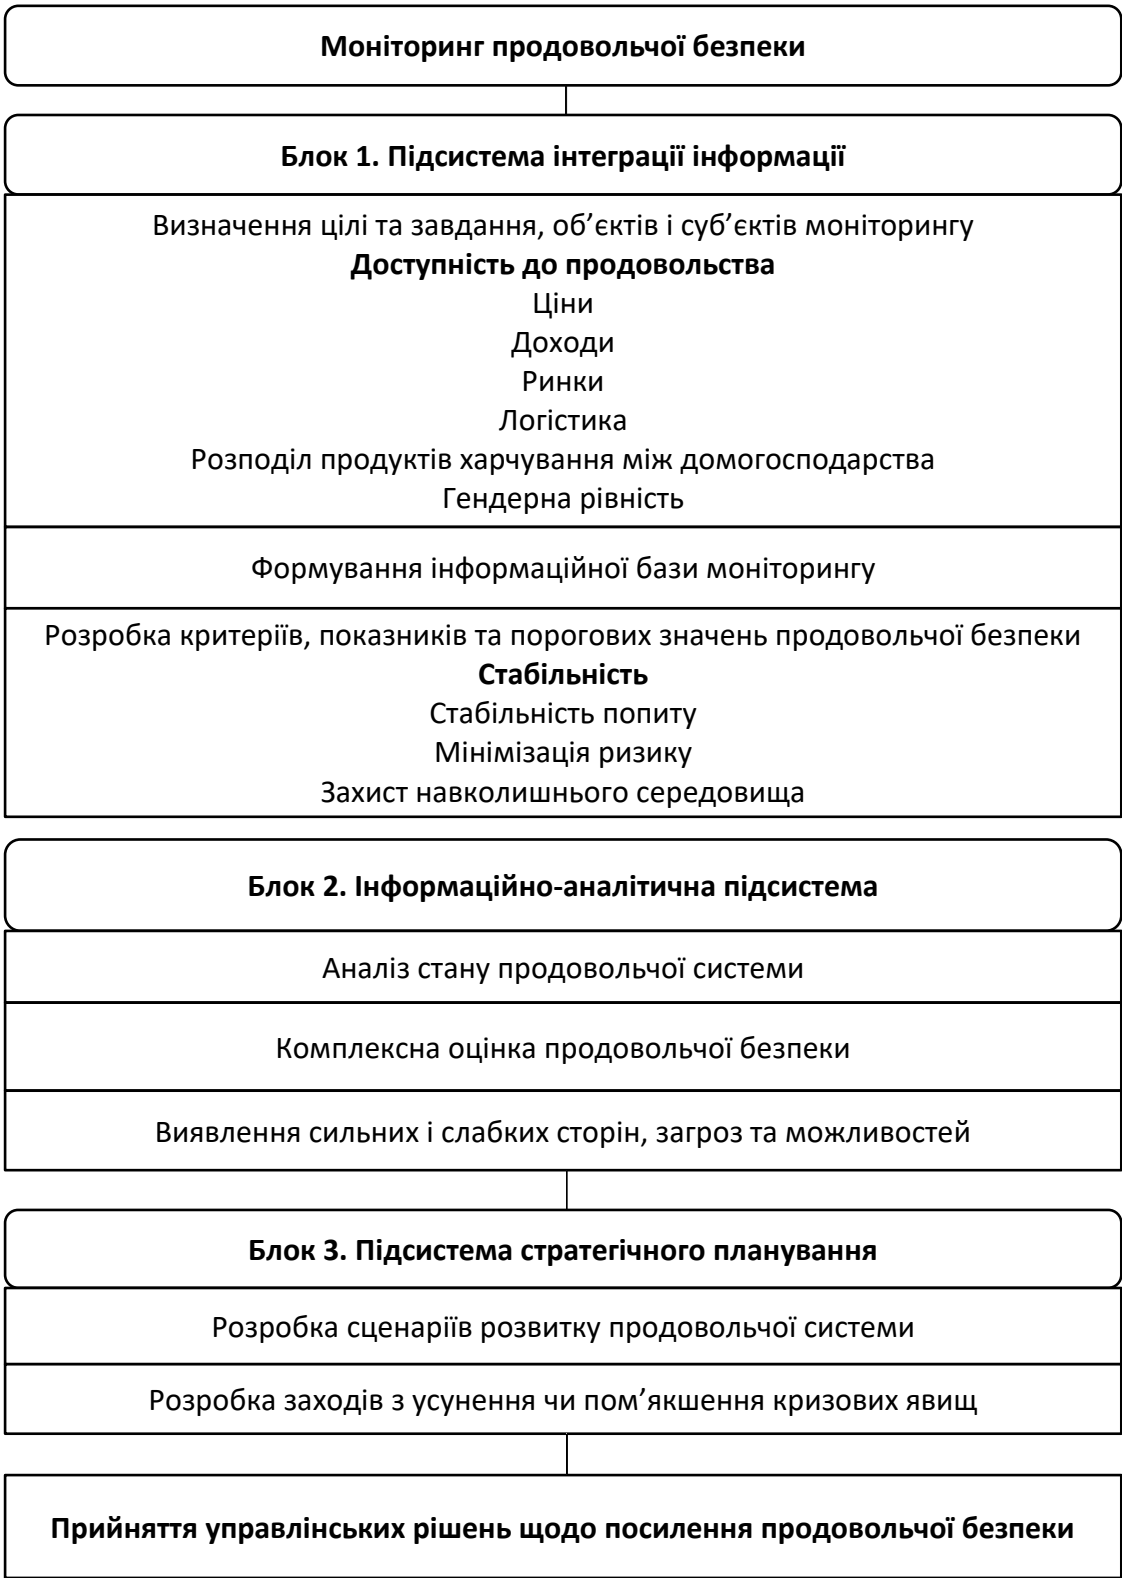 Моніторинг продовольчої безпеки
Блок 1. Підсистема інтеграції інформації
Визначення цілі та завдання, об’єктів і суб’єктів моніторингу
Доступність до продовольства
Ціни
Доходи
Ринки
Логістика
Розподіл продуктів харчування між домогосподарства
Гендерна рівність
Формування інформаційної бази моніторингу
Розробка критеріїв, показників та порогових значень продовольчої безпеки
Стабільність
Стабільність попиту
Мінімізація ризику
Захист навколишнього середовища
Блок 2. Інформаційно-аналітична підсистема
Аналіз стану продовольчої системи
Комплексна оцінка продовольчої безпеки
Виявлення сильних і слабких сторін, загроз та можливостей
Блок 3. Підсистема стратегічного планування
Розробка сценаріїв розвитку продовольчої системи
Розробка заходів з усунення чи пом’якшення кризових явищ
Прийняття управлінських рішень щодо посилення продовольчої безпеки